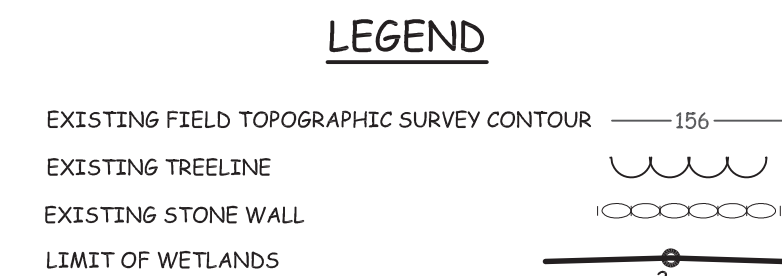 LEGEND
EXISTING FIELD TOPOGRAPHIC SURVEY CONTOUR 156
EXISTING TREELINE
EXISTING STONE WALL
LIMIT OF WETLANDS